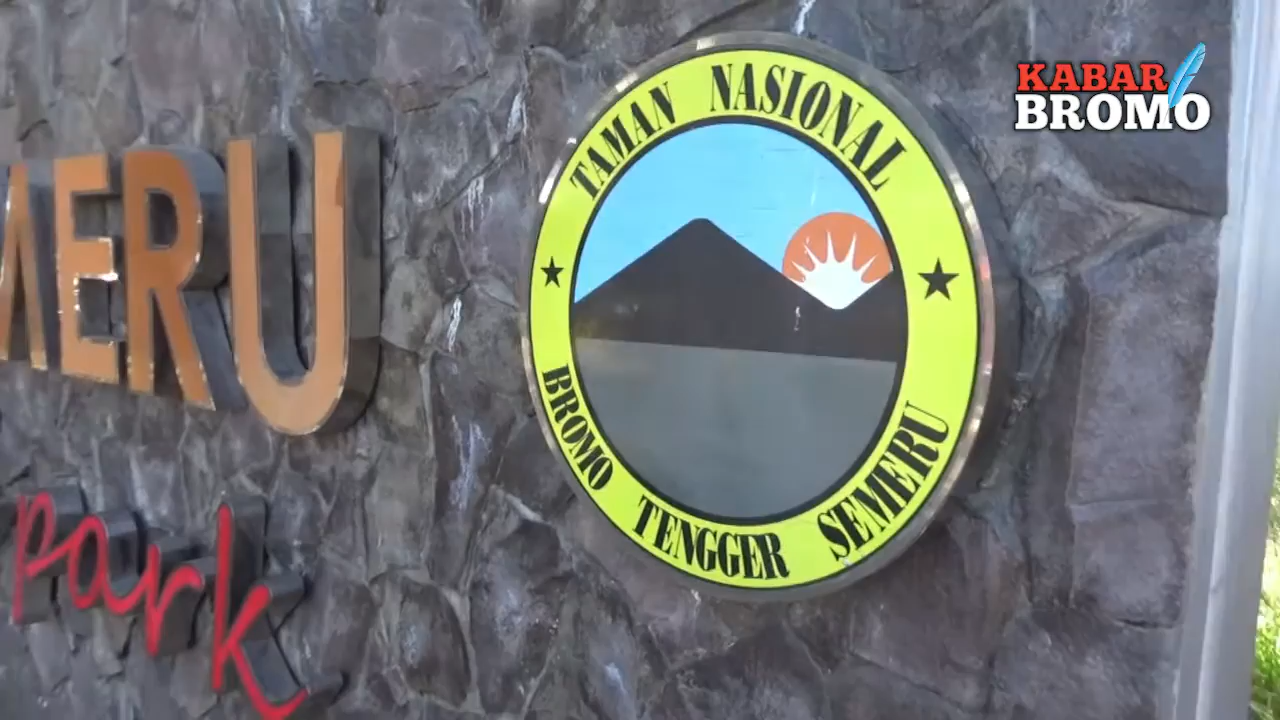 KABAR
BROMO
TAMAN NASIONAL
BROMO TENGGER SEMERU
MERU
park